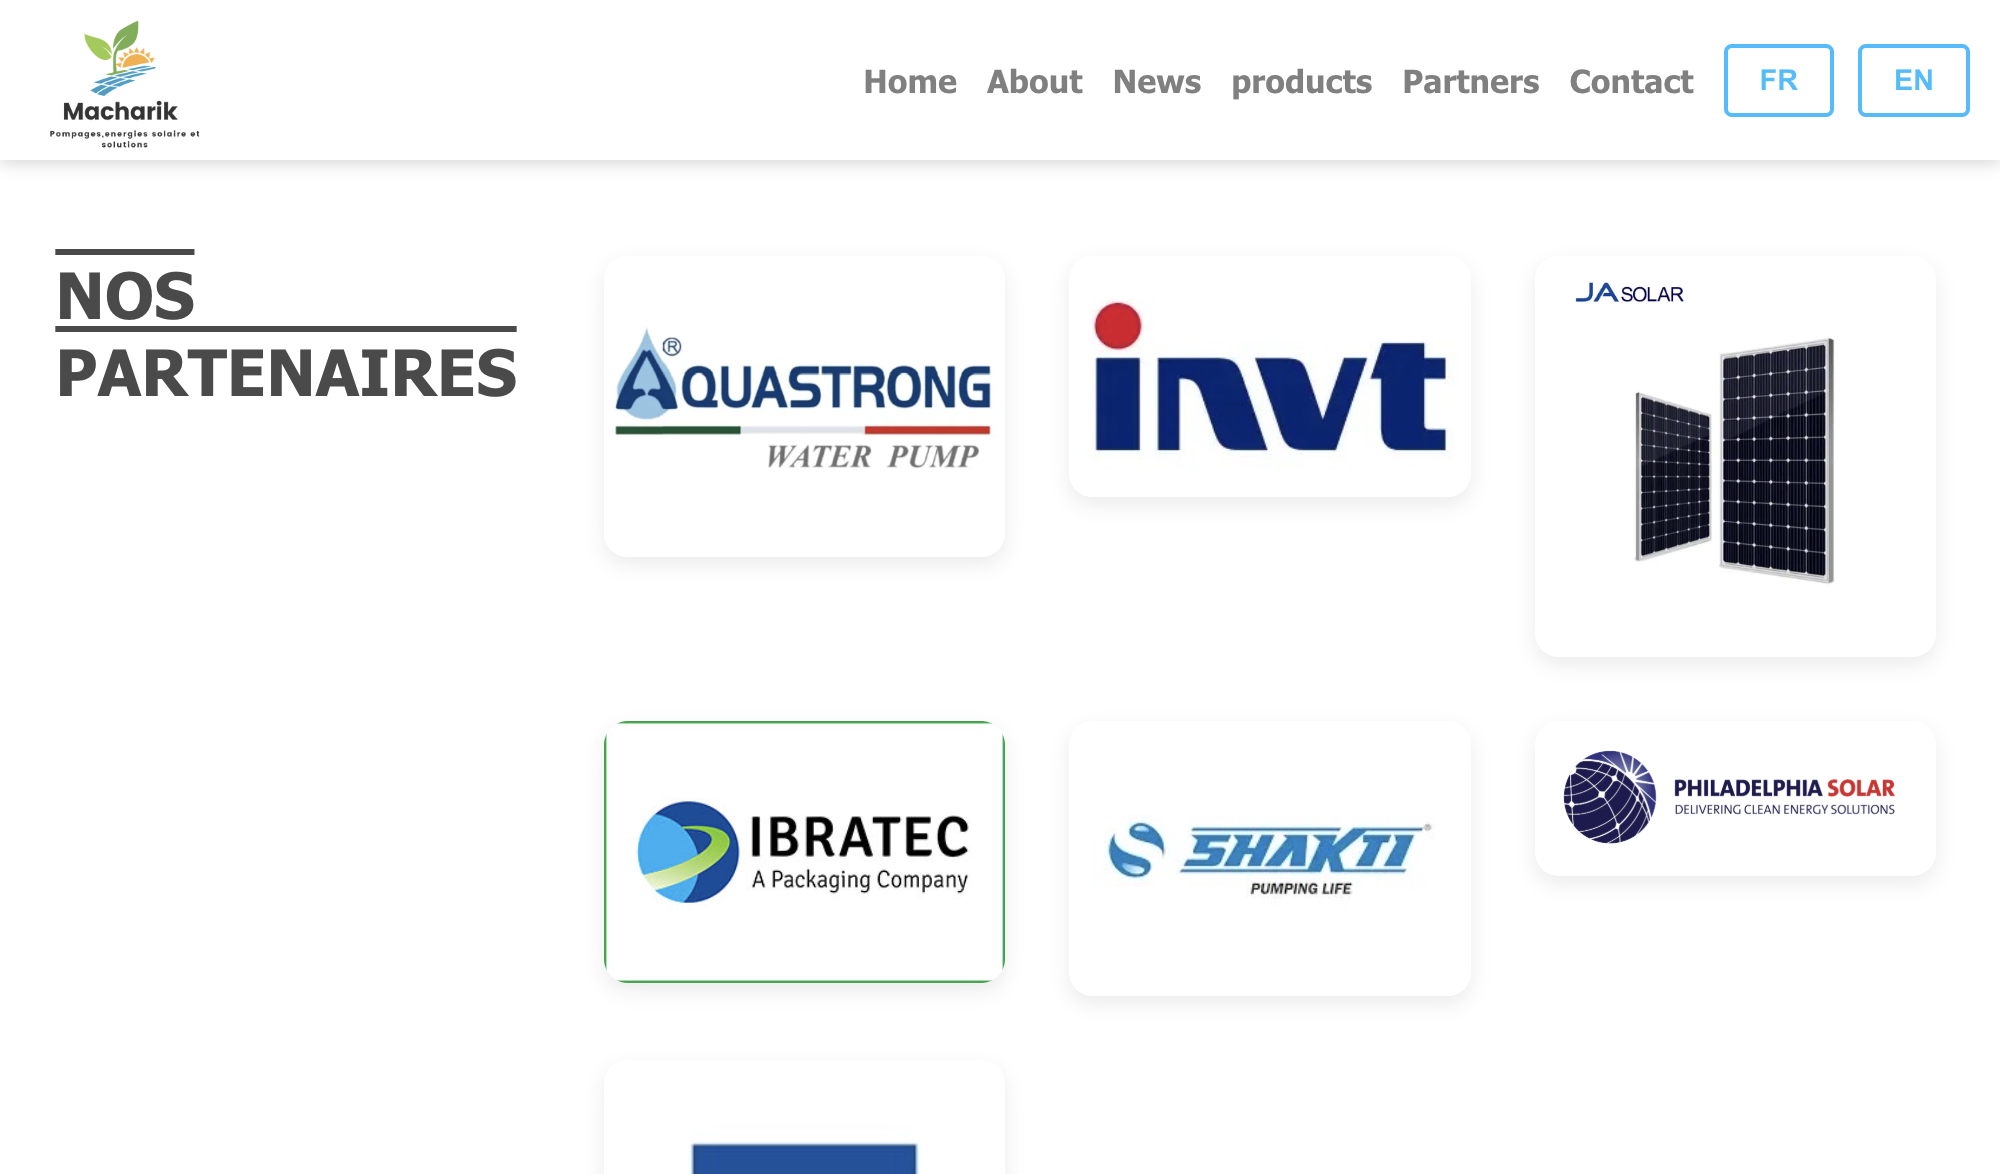 Macharik
Pompages,energies solaire et
solutions
Home
About
News
products
Partners
Contact
FR
EN
NOS
PARTENAIRES
AQUASTRONG®
WATER PUMP
invt
JA SOLAR
IBRATEC
A Packaging Company
SHAKTI®
PUMPING LIFE
PHILADELPHIA SOLAR
DELIVERING CLEAN ENERGY SOLUTIONS